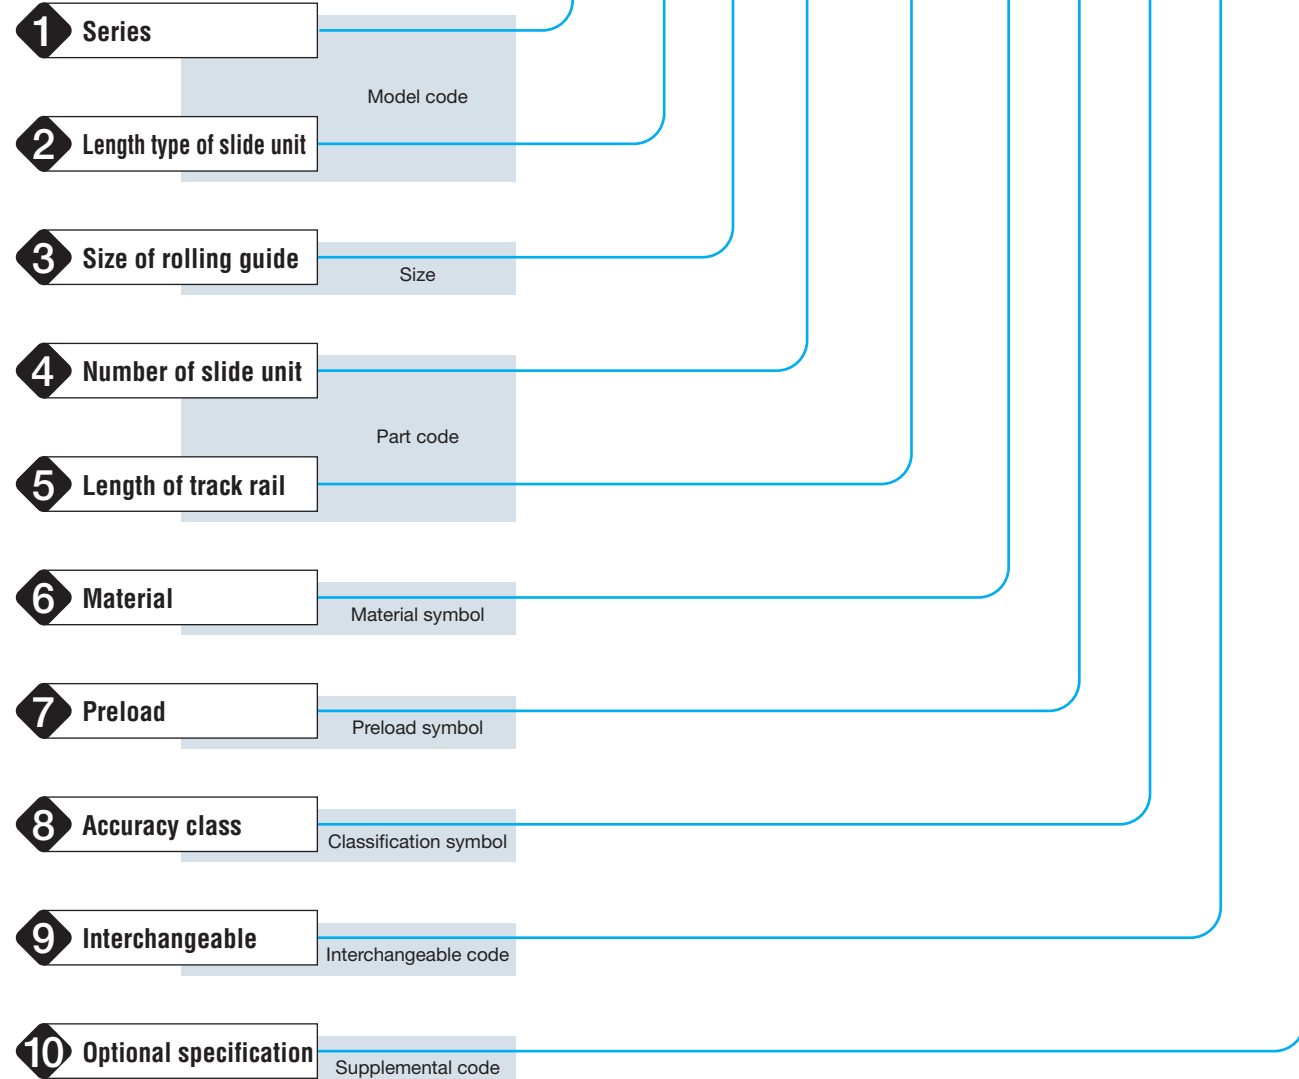 1 Series
Model code
2 Length type of slide unit
3 Size of rolling guide
Size
4 Number of slide unit
Part code
5 Length of track rail
6 Material
Material symbol
7 Preload
Preload symbol
8 Accuracy class
Classification symbol
9 Interchangeable
Interchangeable code
10 Optional specification
Supplemental code